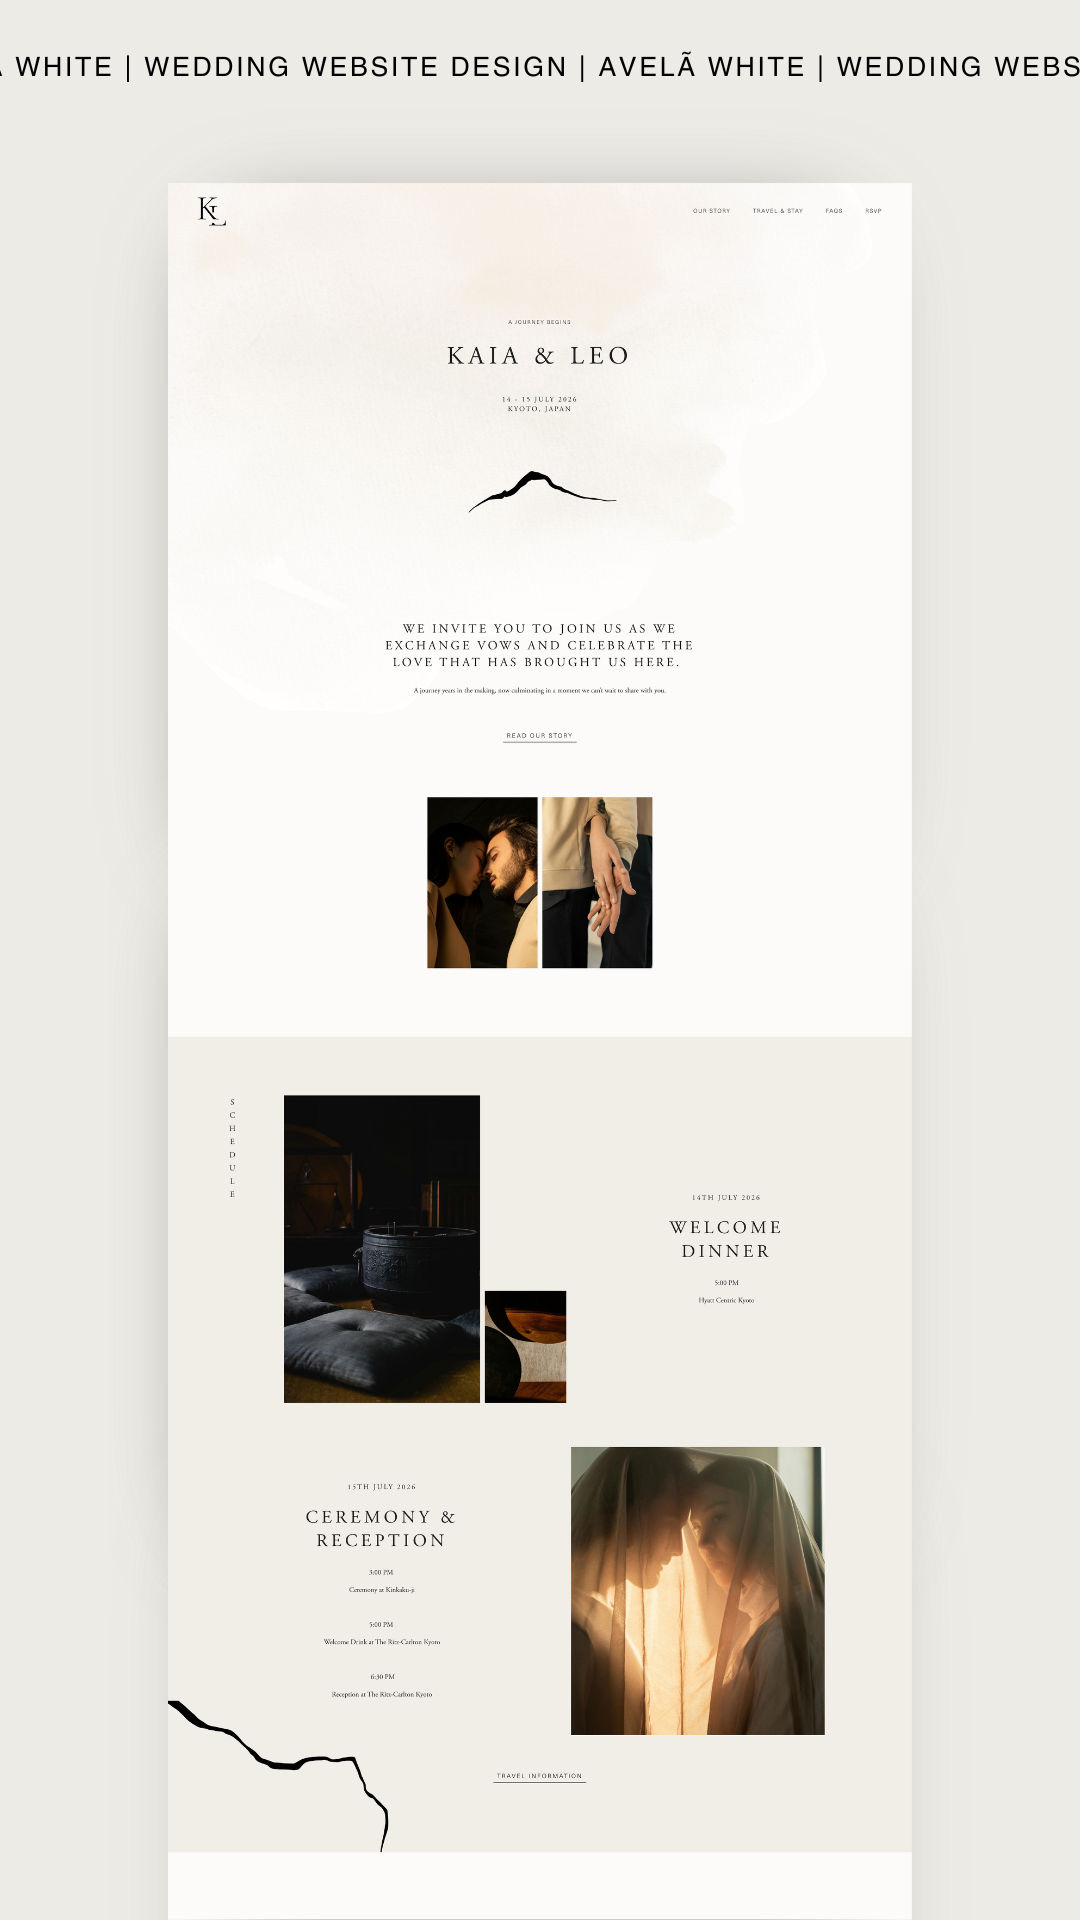 WHITE | WEDDING WEBSITE DESIGN | AVELÃ WHITE | WEDDING WEBS
KL
OUR STORY TRAVEL & STAY FAQS RSVP
A JOURNEY BEGINS
KAIA & LEO
14 - 15 JULY 2026
KYOTO, JAPAN
WE INVITE YOU TO JOIN US AS WE
EXCHANGE VOWS AND CELEBRATE THE
LOVE THAT HAS BROUGHT US HERE.
A journey years in the making, now culminating in a moment we can't wait to share with you.
READ OUR STORY
SCHEDULE
14TH JULY 2026
WELCOME
DINNER
5:00 PM
Hyatt Centric Kyoto
15TH JULY 2026
CEREMONY &
RECEPTION
3:00 PM
Ceremony at Kinkaku-ji
5:00 PM
Welcome Drink at The Ritz-Carlton Kyoto
6:30 PM
Reception at The Ritz-Carlton Kyoto
TRAVEL INFORMATION